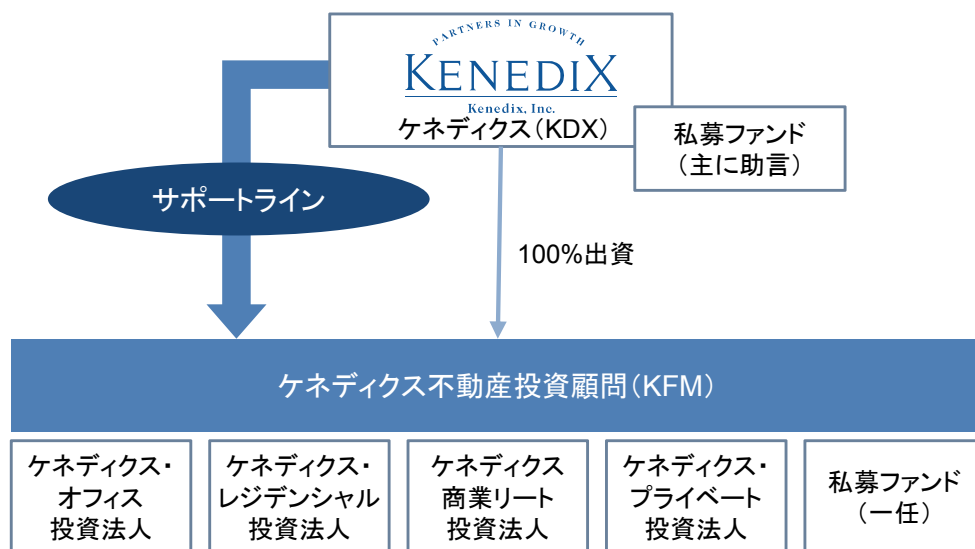 PARTNERS IN GROWTH
KENEDIX
Kenedix, Inc.
ケネディクス(KDX)
私募ファンド
(主に助言)
サポートライン
100%出資
ケネディクス不動産投資顧問(KFM)
ケネディクス・
オフィス
投資法人
ケネディクス・
レジデンシャル
投資法人
ケネディクス
商業リート
投資法人
ケネディクス・
プライベート
投資法人
私募ファンド
(一任)